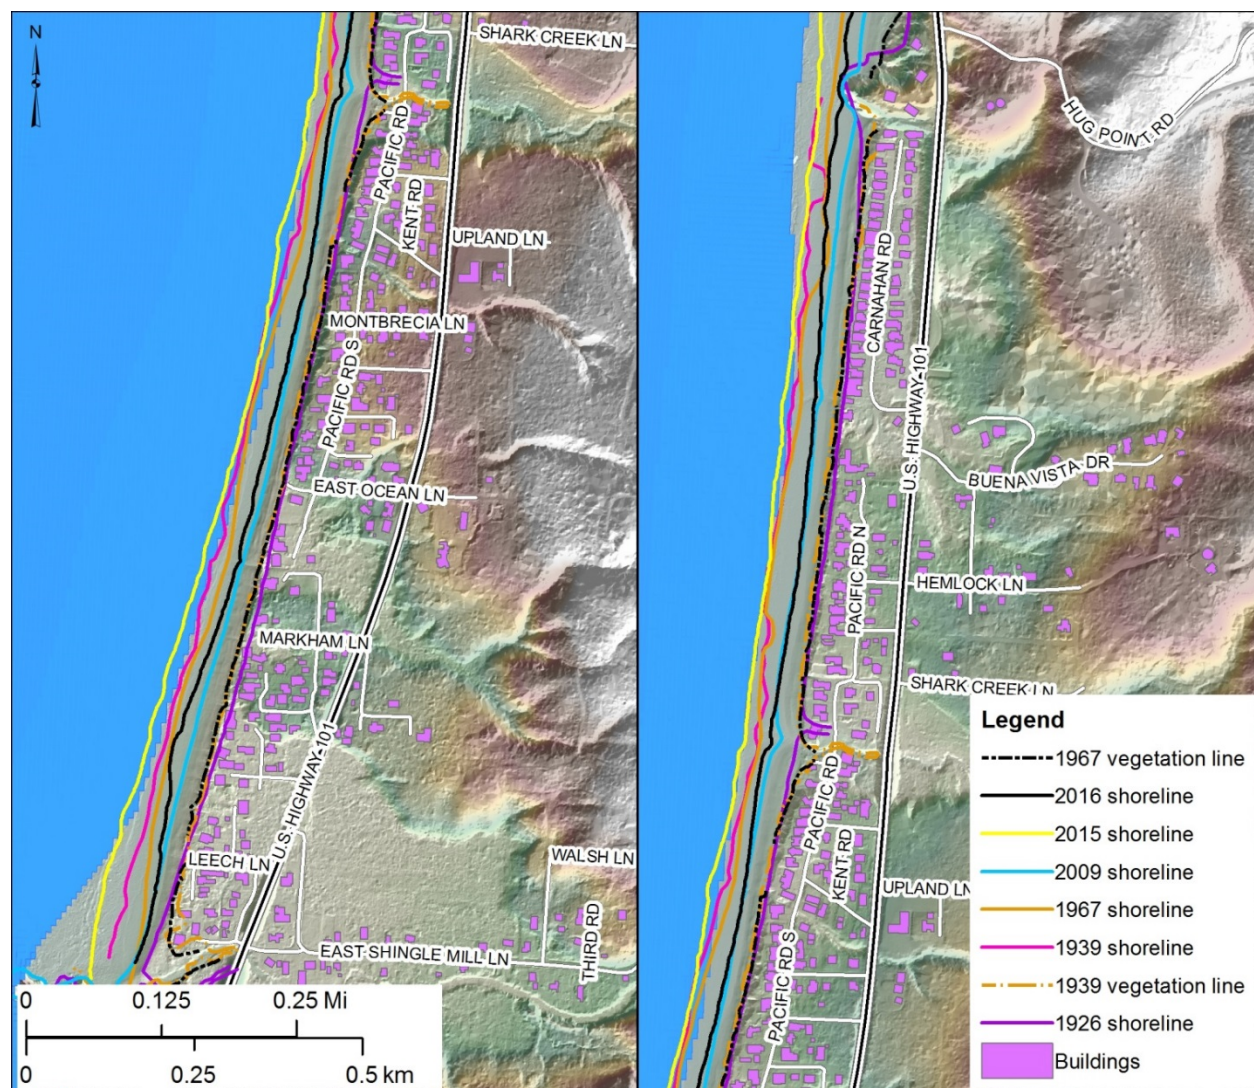 N
SHARK CREEK LN
PACIFIC RD
KENT RD
UPLAND LN
MONTBRECIA LN
PACIFIC RD S
EAST OCEAN LN
MARKHAM LN
U.S. HIGHWAY-101
LEECH LN
WALSH LN
EAST SHINGLE MILL LN
THIRD RD
0 0.125 0.25 Mi
0 0.25 0.5 km
HUG POINT RD
CARNAHAN RD
U.S. HIGHWAY-101
BUENA VISTA DR
PACIFIC RD N
HEMLOCK LN
SHARK CREEK LN
PACIFIC RD
KENT RD
UPLAND LN
PACIFIC RD S
Legend
1967 vegetation line
2016 shoreline
2015 shoreline
2009 shoreline
1967 shoreline
1939 shoreline
1939 vegetation line
1926 shoreline
Buildings